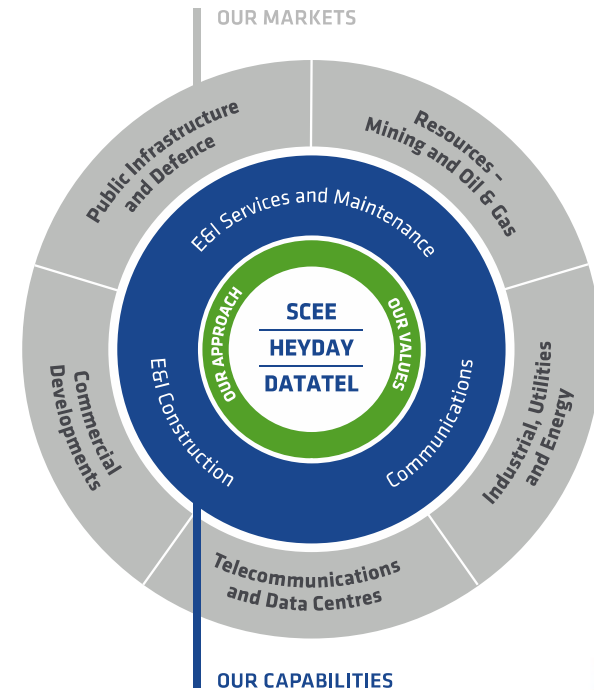 OUR MARKETS
Public Infrastructure
and Defence
Resources –
Mining and Oil & Gas
E&I Services and Maintenance
OUR APPROACH
OUR VALUES
SCEE
HEYDAY
DATATEL
E&I Construction
Communications
Commercial
Developments
Industrial, Utilities
and Energy
Telecommunications
and Data Centres
OUR CAPABILITIES